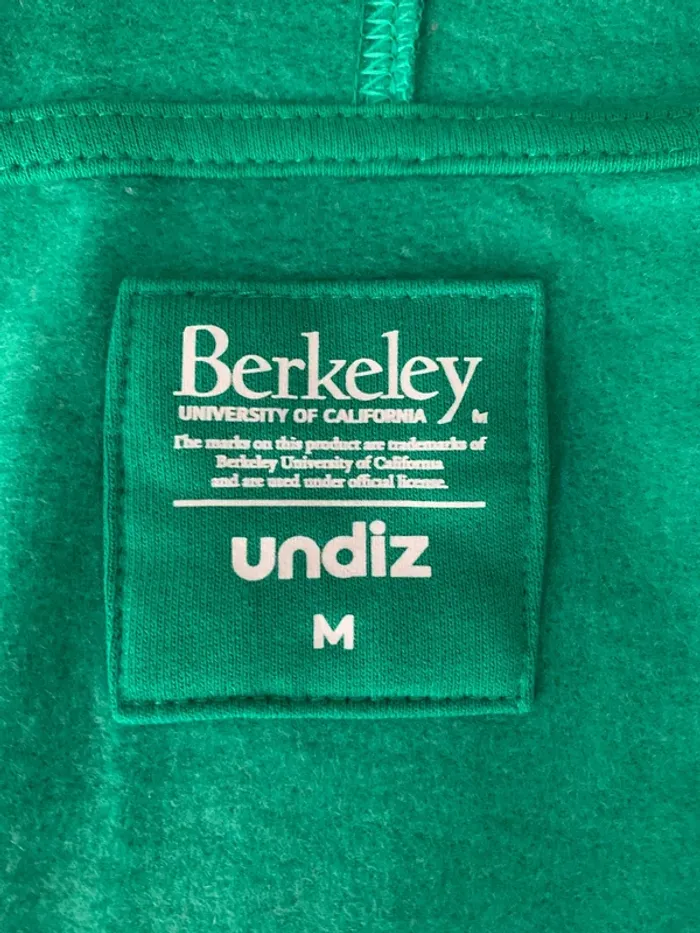 Berkeley
UNIVERSITY OF CALIFORNIA
The marks on this product are trademarks of
Berkeley University of California
and are used under official license.
undiz
M